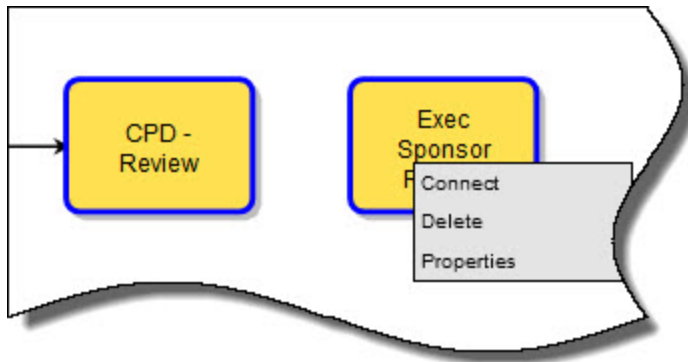 CPD -
Review
Exec
Sponsor
Connect
Delete
Properties